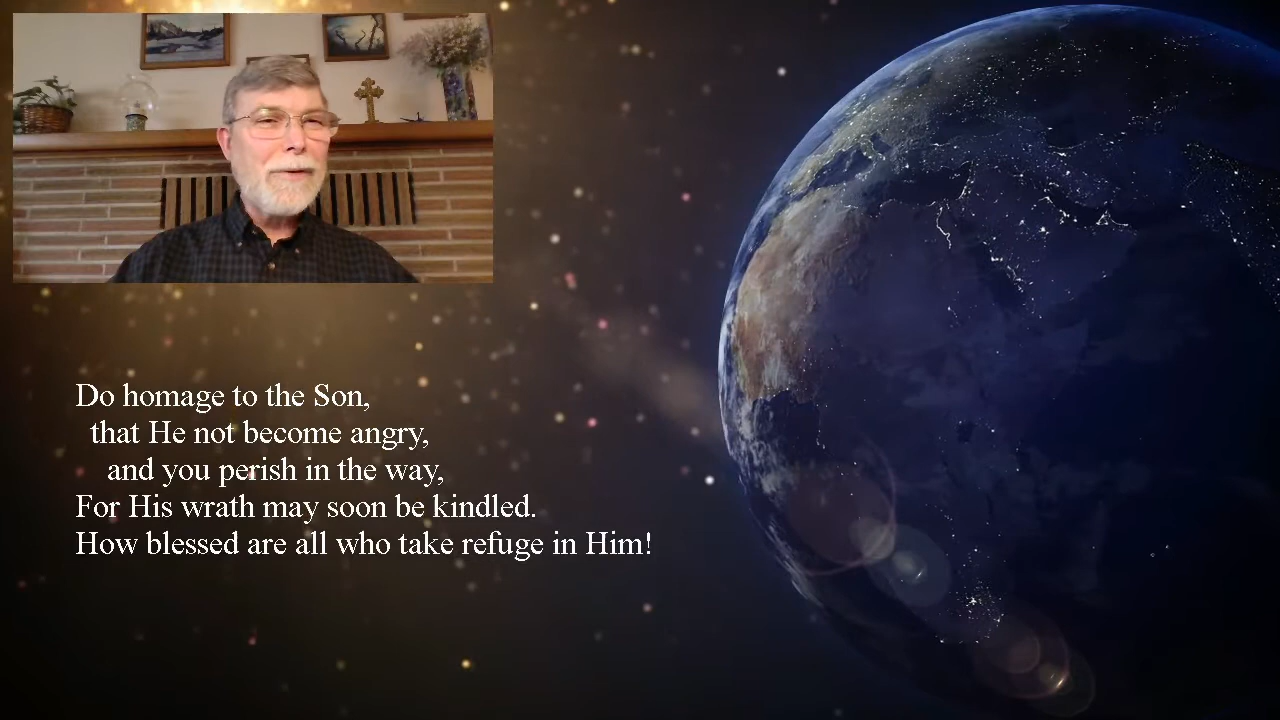 Do homage to the Son,
that He not become angry,
and you perish in the way,
For His wrath may soon be kindled.
How blessed are all who take refuge in Him!